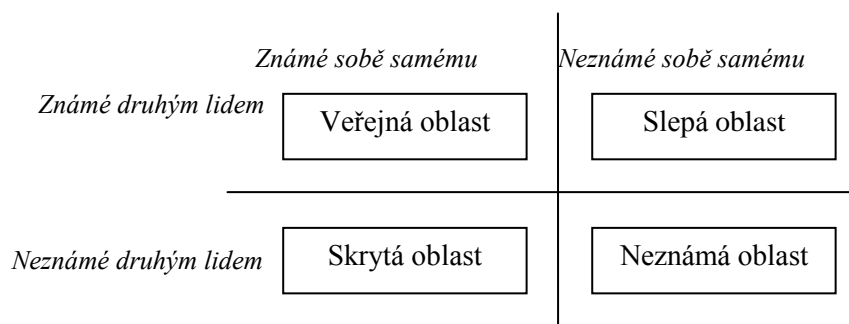 Známé sobě samému
Neznámé sobě samému
Známé druhým lidem
Veřejná oblast
Slepá oblast
Neznámé druhým lidem
Skrytá oblast
Neznámá oblast